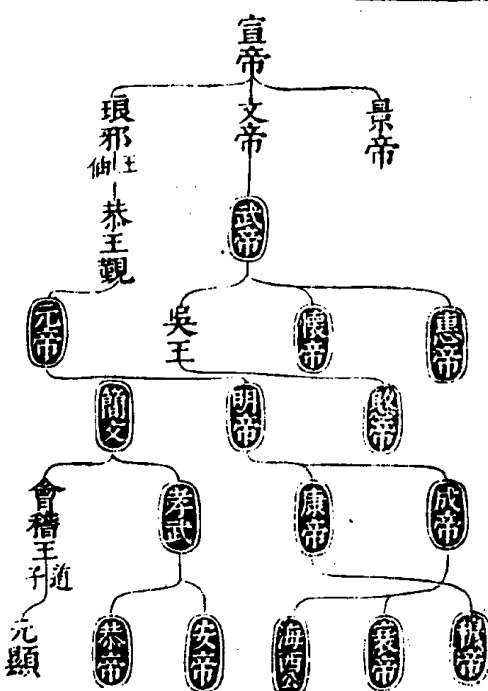 宣帝
景帝
文帝
琅邪王伷
恭王覲
武帝
惠帝
懷帝
吳王
元帝
愍帝
明帝
簡文
成帝
康帝
孝武
會稽王道子
穆帝
哀帝
海西公
安帝
恭帝
元顯